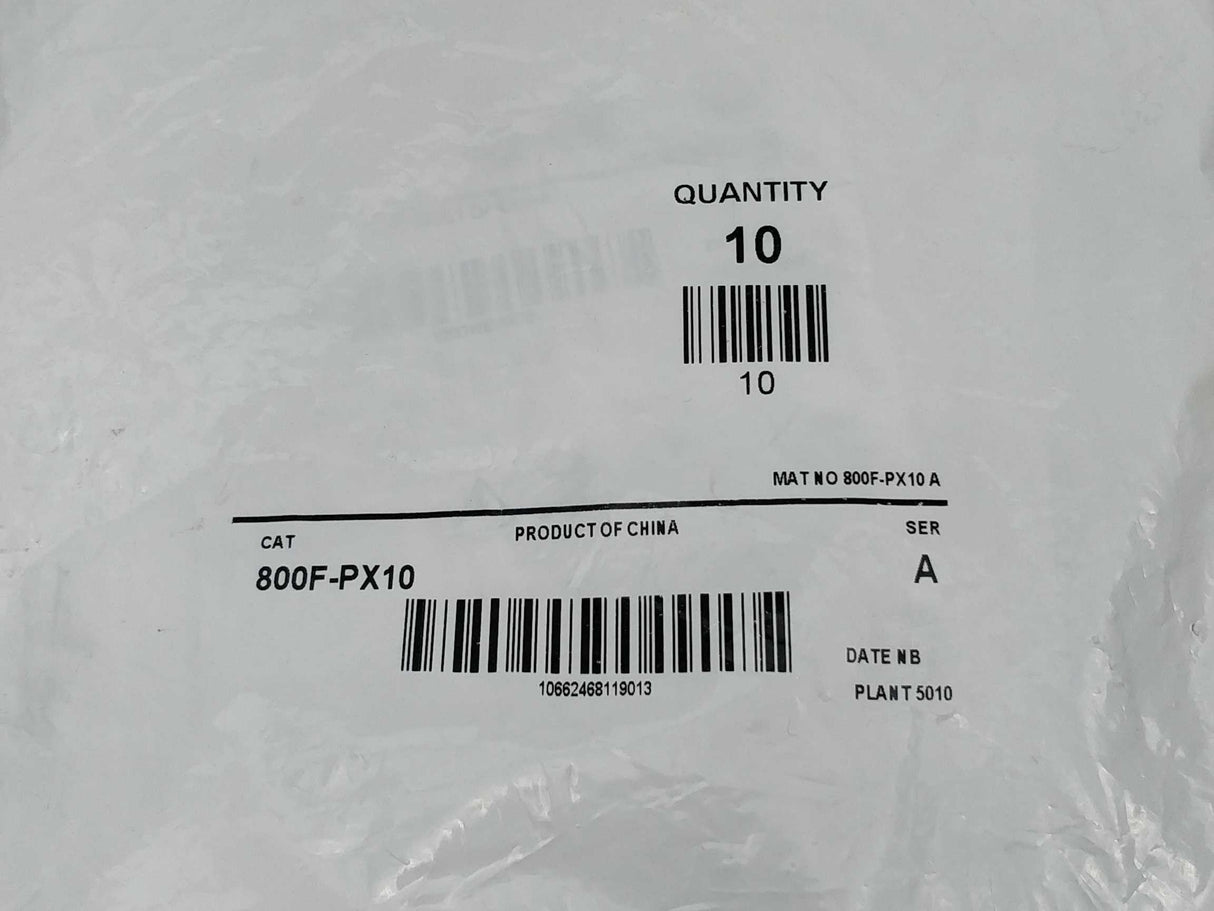 QUANTITY
10
10
MAT NO 800F-PX10 A
CAT
PRODUCT OF CHINA
SER
800F-PX10
A
10662468119013
DATE NB
PLANT 5010